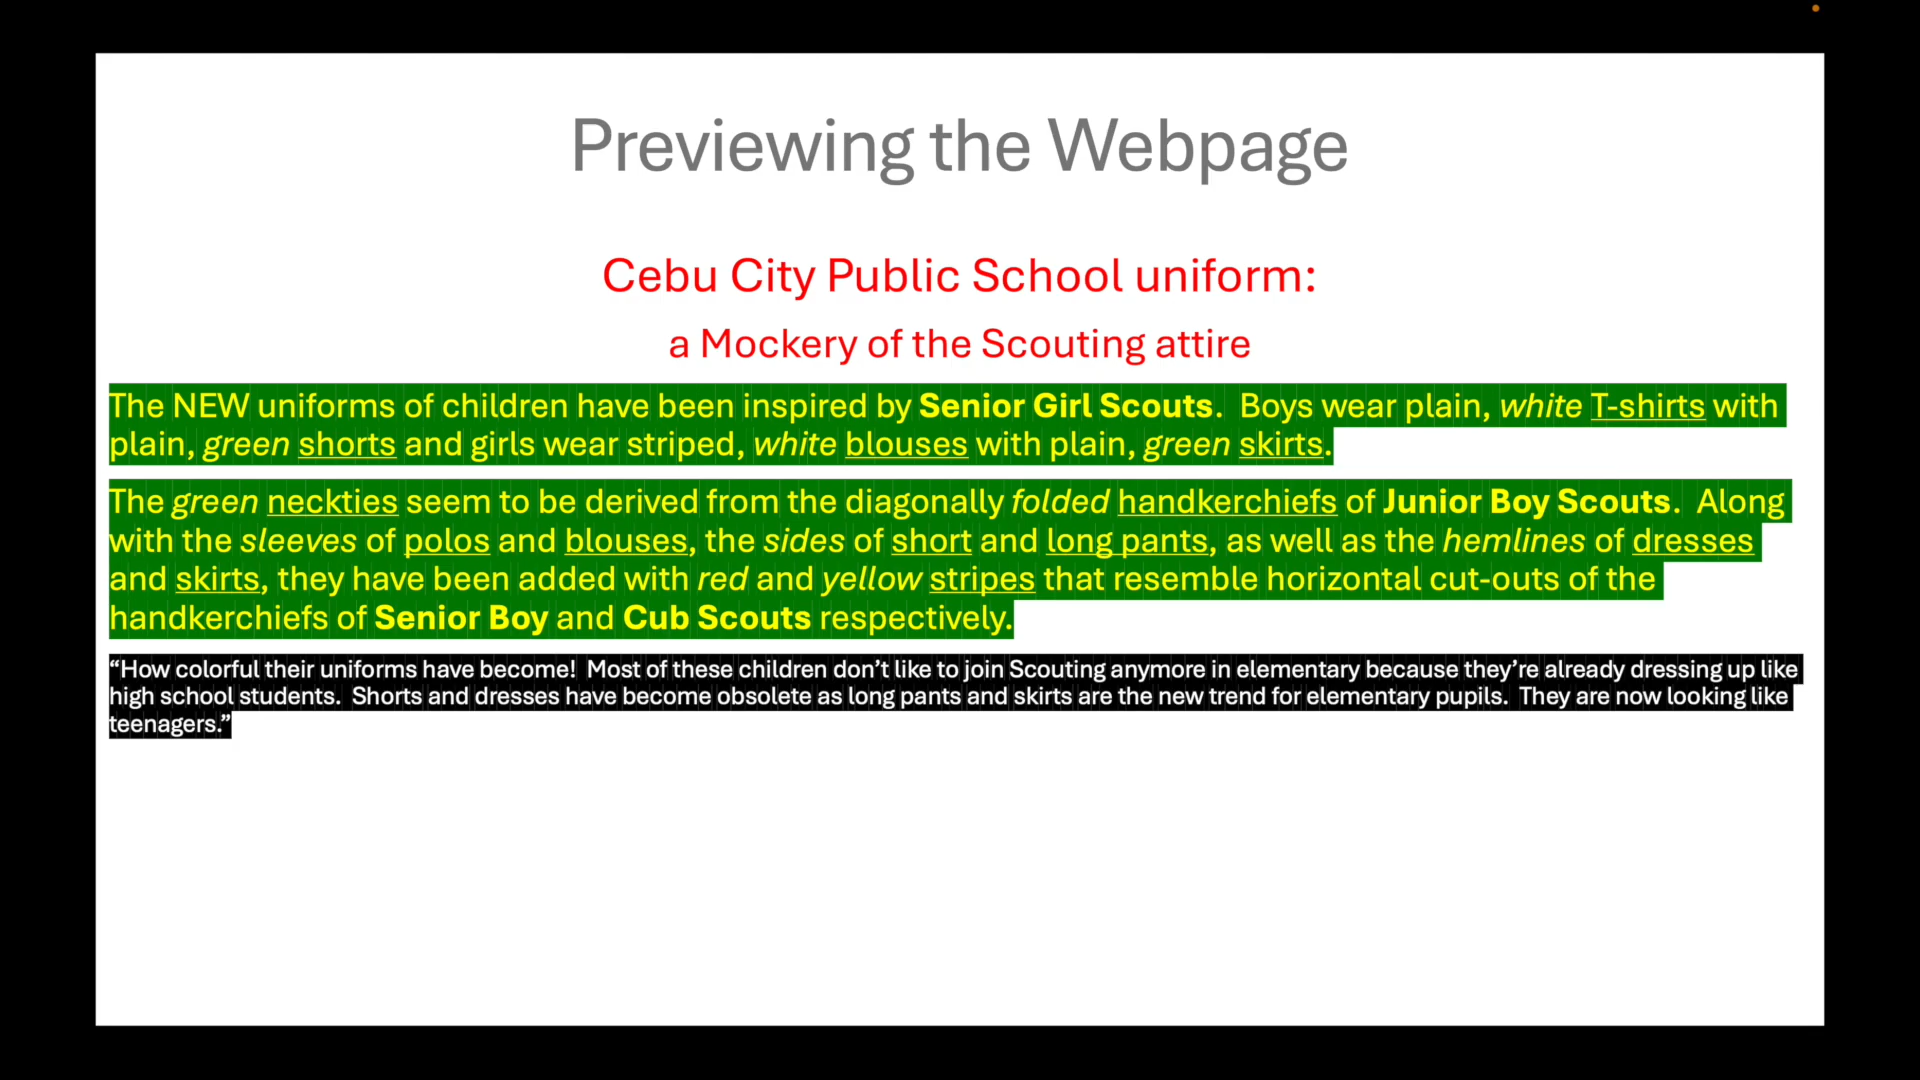 Previewing the Webpage
Cebu City Public School uniform:
a Mockery of the Scouting attire
The NEW uniforms of children have been inspired by Senior Girl Scouts.  Boys wear plain, white T-shirts with
plain, green shorts and girls wear striped, white blouses with plain, green skirts.
The green neckties seem to be derived from the diagonally folded handkerchiefs of Junior Boy Scouts.  Along
with the sleeves of polos and blouses, the sides of short and long pants, as well as the hemlines of dresses
and skirts, they have been added with red and yellow stripes that resemble horizontal cut-outs of the
handkerchiefs of Senior Boy and Cub Scouts respectively.
“How colorful their uniforms have become!  Most of these children don’t like to join Scouting anymore in elementary because they’re already dressing up like
high school students.  Shorts and dresses have become obsolete as long pants and skirts are the new trend for elementary pupils.  They are now looking like
teenagers.”